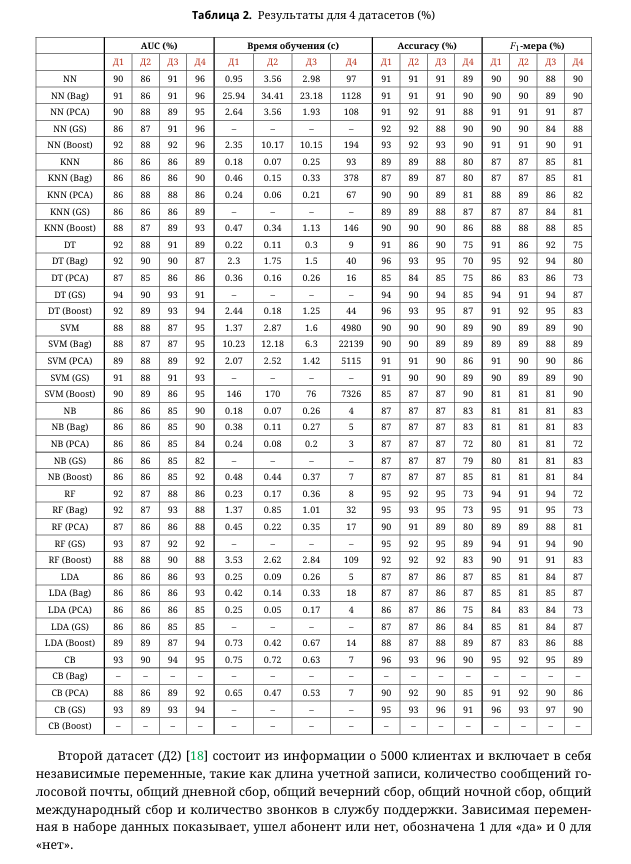 Таблица 2. Результаты для 4 датасетов (%)
AUC (%) Время обучения (с) Accuracy (%) F1-мера (%)
Д1 Д2 Д3 Д4 Д1 Д2 Д3 Д4 Д1 Д2 Д3 Д4 Д1 Д2 Д3 Д4
NN 90 86 91 96 0.95 3.56 2.98 97 91 91 91 89 90 90 88 90
NN (Bag) 91 86 91 96 25.94 34.41 23.18 1128 91 91 91 90 90 90 89 90
NN (PCA) 90 88 89 95 2.64 3.56 1.93 108 91 92 91 88 91 91 91 87
NN (GS) 86 87 91 96 – – – – 92 92 88 90 90 90 84 88
NN (Boost) 92 88 92 96 2.35 10.17 10.15 194 93 92 93 90 91 91 90 91
KNN 86 86 86 89 0.18 0.07 0.25 93 89 89 88 80 87 87 85 81
KNN (Bag) 86 86 86 90 0.46 0.15 0.33 378 87 89 87 80 87 87 85 81
KNN (PCA) 86 88 88 86 0.24 0.06 0.21 67 90 90 89 81 88 89 86 82
KNN (GS) 86 86 86 89 – – – – 89 89 88 87 87 87 84 81
KNN (Boost) 88 87 89 93 0.47 0.34 1.13 146 90 90 90 86 88 88 88 85
DT 92 88 91 89 0.22 0.11 0.3 9 91 86 90 75 91 86 92 75
DT (Bag) 92 90 90 87 2.3 1.75 1.5 40 96 93 95 70 95 92 94 80
DT (PCA) 87 85 86 86 0.36 0.16 0.26 16 85 84 85 75 86 83 86 73
DT (GS) 94 90 93 91 – – – – 94 90 94 85 94 91 94 87
DT (Boost) 92 89 93 94 2.44 0.18 1.25 44 96 93 95 87 91 92 95 83
SVM 88 88 87 95 1.37 2.87 1.6 4980 90 90 90 89 90 89 89 90
SVM (Bag) 88 87 87 95 10.23 12.18 6.3 22139 90 90 90 89 89 89 88 89
SVM (PCA) 89 88 89 92 2.07 2.52 1.42 5115 91 91 90 86 91 90 90 86
SVM (GS) 91 88 91 93 – – – – 91 90 90 89 90 89 89 90
SVM (Boost) 90 89 86 95 146 170 76 7326 85 87 87 90 81 81 81 90
NB 86 86 85 90 0.18 0.07 0.26 4 87 87 87 83 81 81 81 83
NB (Bag) 86 86 85 90 0.38 0.11 0.27 5 87 87 87 83 81 81 81 83
NB (PCA) 86 86 85 84 0.24 0.08 0.2 3 87 87 87 72 80 81 81 72
NB (GS) 86 86 85 82 – – – – 87 87 87 79 80 81 81 83
NB (Boost) 86 86 85 92 0.48 0.44 0.37 7 87 87 87 85 81 81 81 84
RF 92 87 88 86 0.23 0.17 0.36 8 95 92 95 73 94 91 94 72
RF (Bag) 92 87 93 88 1.37 0.85 1.01 32 95 93 95 73 95 91 95 73
RF (PCA) 87 86 86 88 0.45 0.22 0.35 17 90 91 89 80 89 89 88 81
RF (GS) 93 87 92 92 – – – – 95 92 95 89 94 91 94 90
RF (Boost) 88 88 90 88 3.53 2.62 2.84 109 92 92 92 83 90 91 91 83
LDA 86 86 86 93 0.25 0.09 0.26 5 87 87 86 87 85 81 84 87
LDA (Bag) 86 86 86 93 0.42 0.14 0.33 18 87 87 86 87 85 81 85 87
LDA (PCA) 86 86 86 85 0.25 0.05 0.17 4 86 87 86 75 84 83 84 73
LDA (GS) 86 86 85 85 – – – – 87 87 86 84 85 81 84 87
LDA (Boost) 89 89 87 94 0.73 0.42 0.67 14 88 87 88 89 87 83 86 88
CB 93 90 94 95 0.75 0.72 0.63 7 96 93 96 90 95 92 95 89
CB (Bag) – – – – – – – – – – – – – – – –
CB (PCA) 88 86 89 92 0.65 0.47 0.53 7 90 92 90 85 91 92 90 86
CB (GS) 93 89 93 94 – – – – 95 93 96 91 96 93 97 90
CB (Boost) – – – – – – – – – – – – – – – –
Второй датасет (Д2) [18] состоит из информации о 5000 клиентах и включает в себя
независимые переменные, такие как длина учетной записи, количество сообщений го-
лосовой почты, общий дневной сбор, общий вечерний сбор, общий ночной сбор, общий
международный сбор и количество звонков в службу поддержки. Зависимая перемен-
ная в наборе данных показывает, ушел абонент или нет, обозначена 1 для «да» и 0 для
«нет».